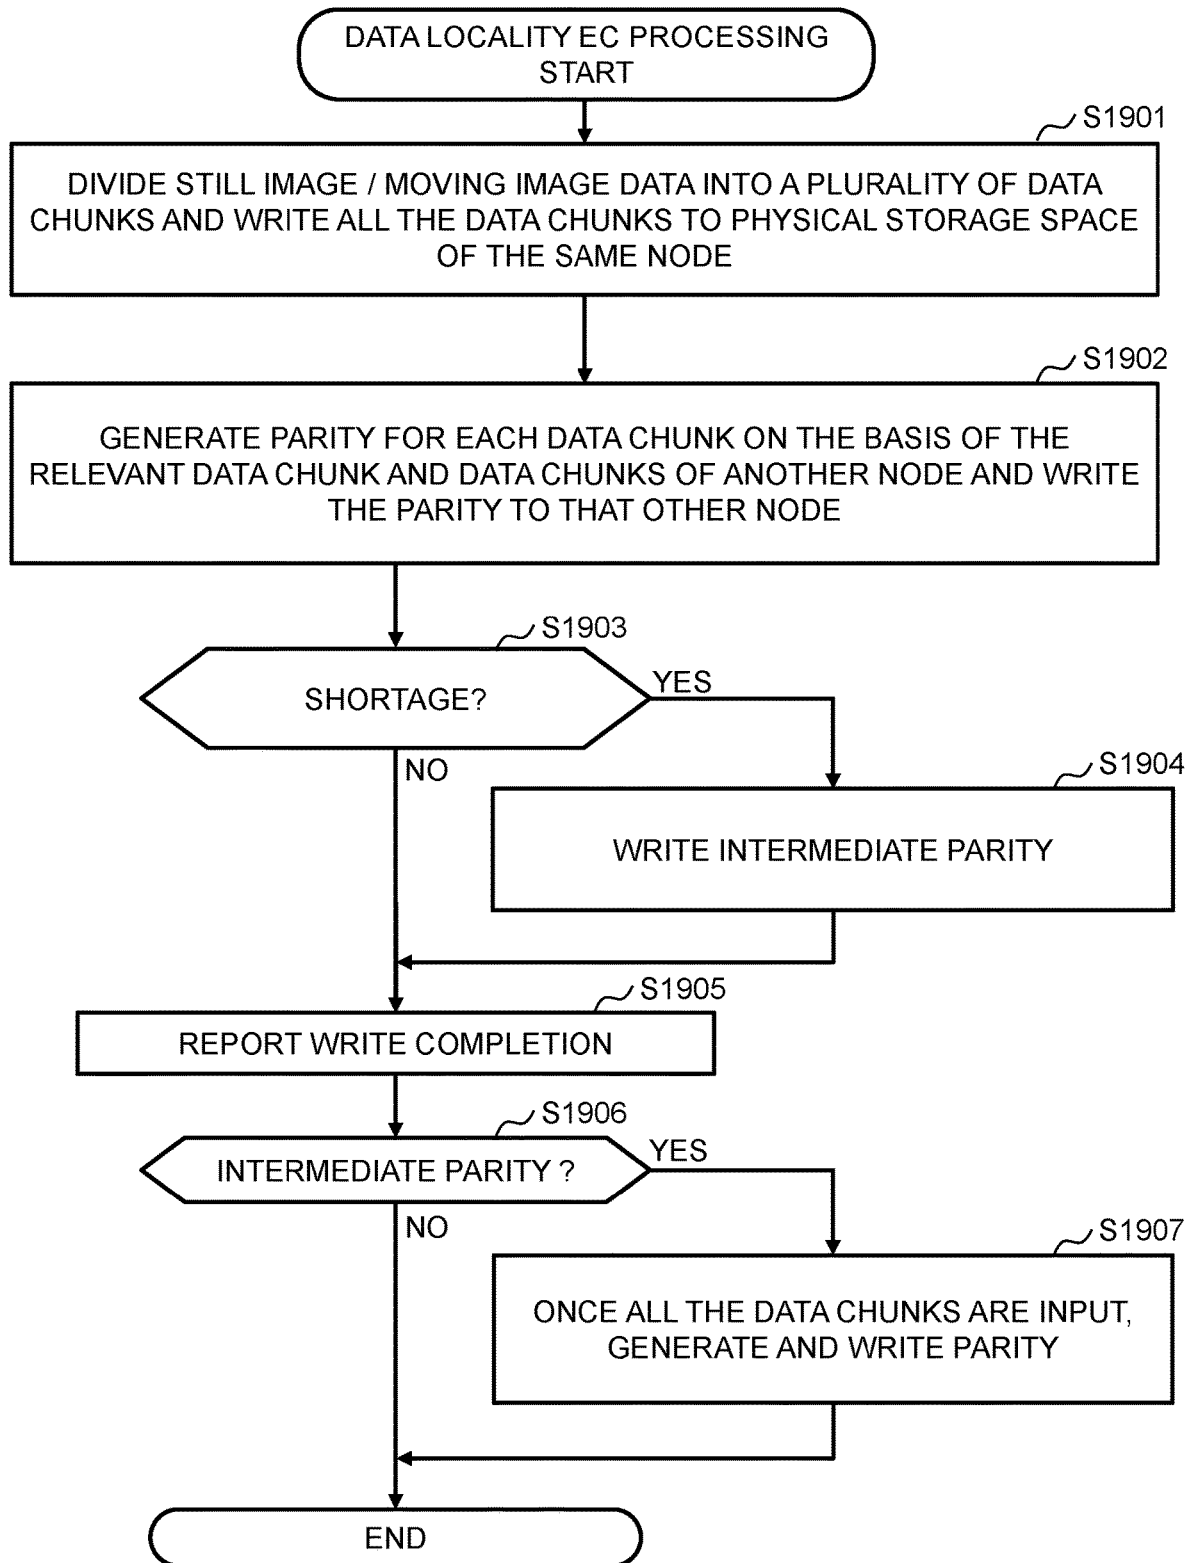 DATA LOCALITY EC PROCESSING
START
S1901
DIVIDE STILL IMAGE / MOVING IMAGE DATA INTO A PLURALITY OF DATA
CHUNKS AND WRITE ALL THE DATA CHUNKS TO PHYSICAL STORAGE SPACE
OF THE SAME NODE
S1902
GENERATE PARITY FOR EACH DATA CHUNK ON THE BASIS OF THE
RELEVANT DATA CHUNK AND DATA CHUNKS OF ANOTHER NODE AND WRITE
THE PARITY TO THAT OTHER NODE
S1903
SHORTAGE?
YES
NO
S1904
WRITE INTERMEDIATE PARITY
S1905
REPORT WRITE COMPLETION
S1906
INTERMEDIATE PARITY ?
YES
NO
S1907
ONCE ALL THE DATA CHUNKS ARE INPUT,
GENERATE AND WRITE PARITY
END